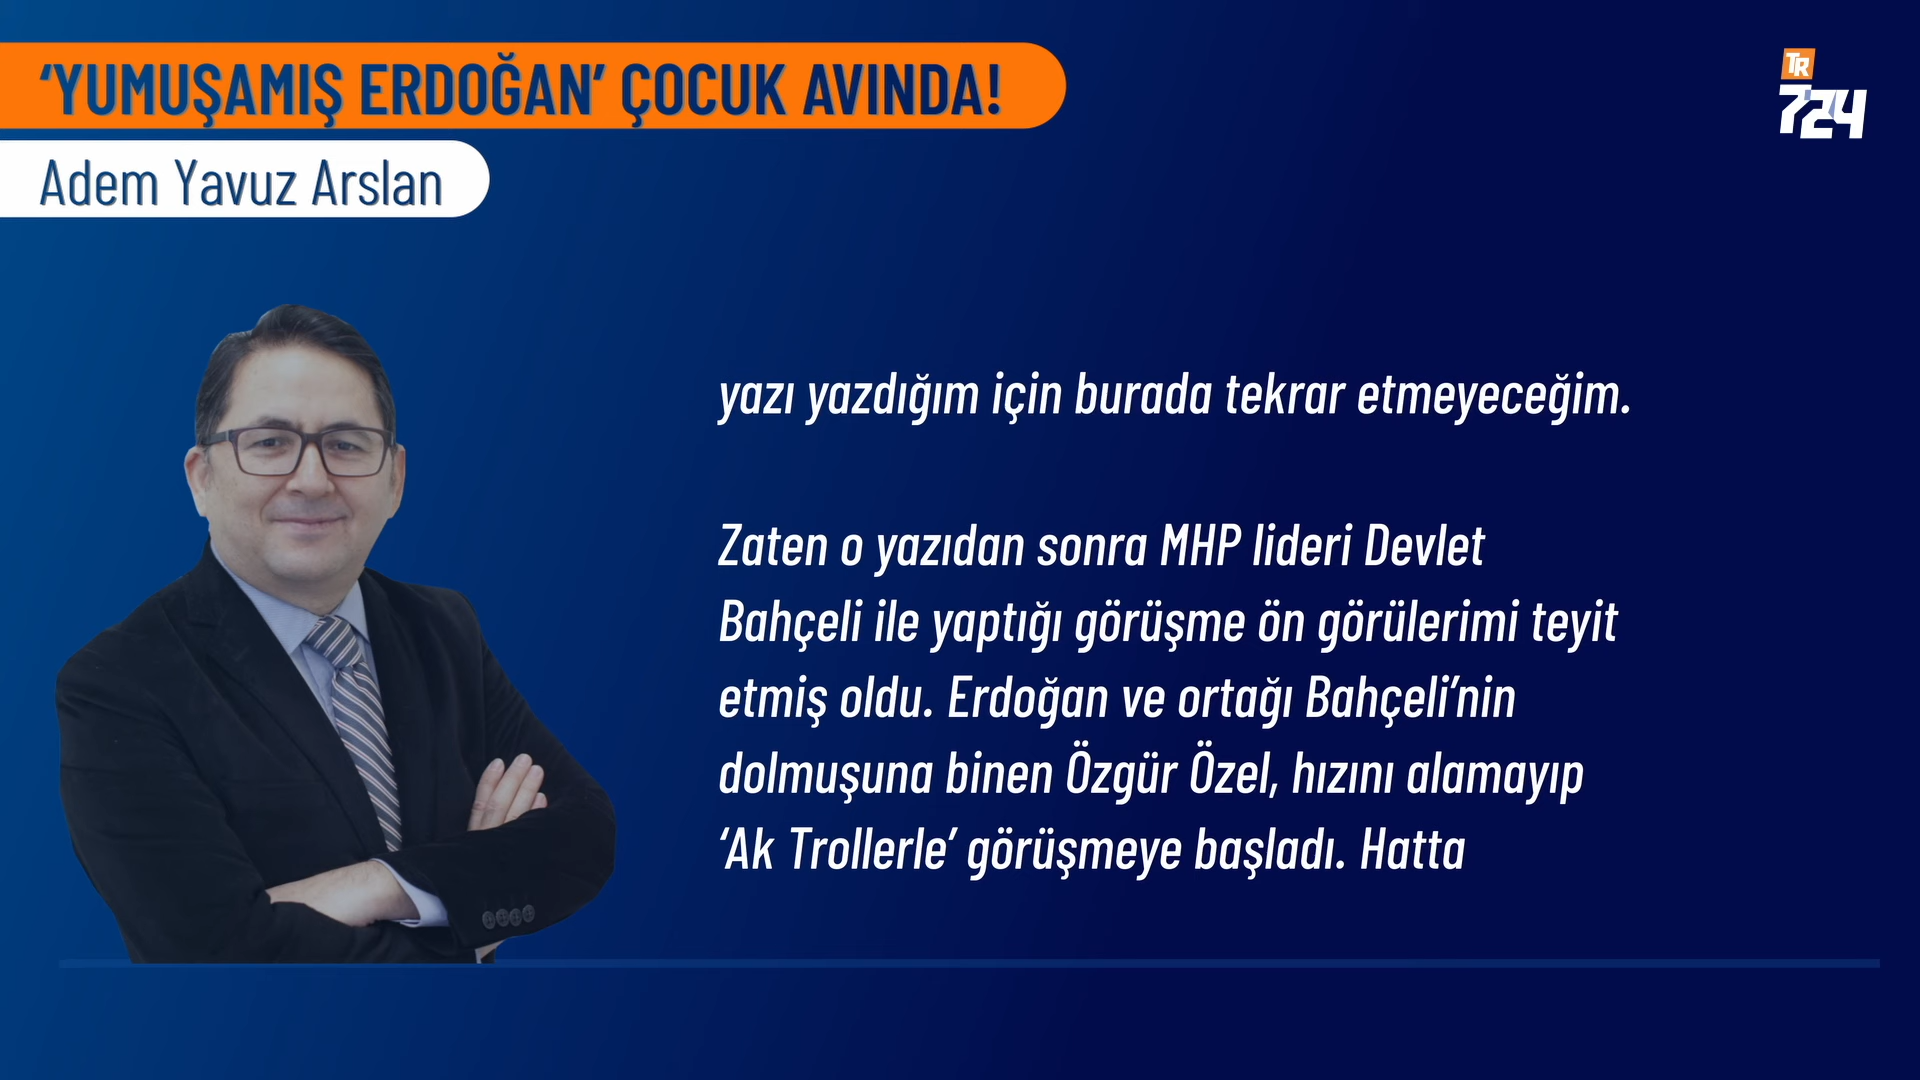 ‘YUMUŞAMIŞ ERDOĞAN’ ÇOCUK AVINDA!
Adem Yavuz Arslan
TR
724
yazı yazdığım için burada tekrar etmeyeceğim.
Zaten o yazıdan sonra MHP lideri Devlet
Bahçeli ile yaptığı görüşme ön görülerimi teyit
etmiş oldu. Erdoğan ve ortağı Bahçeli’nin
dolmuşuna binen Özgür Özel, hızını alamayıp
‘Ak Trollerle’ görüşmeye başladı. Hatta